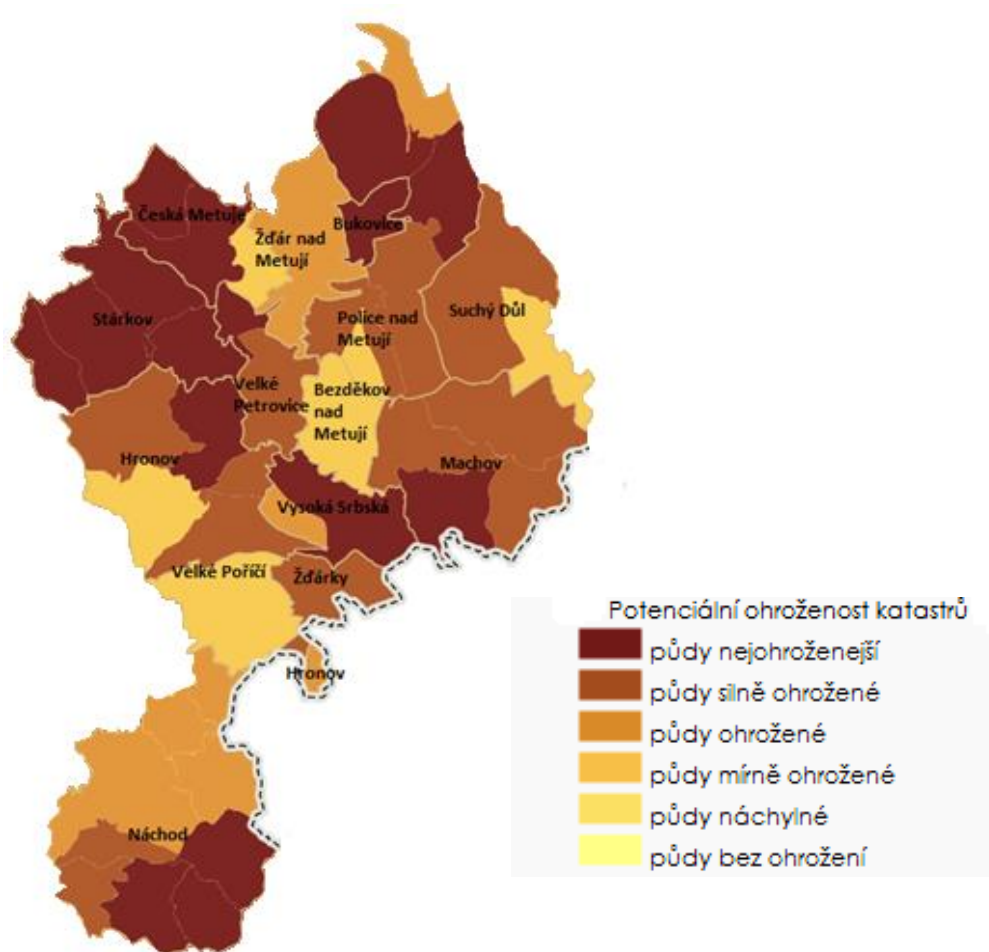 Česká Metuje
Bukovice
Žďár nad
Metují
Stárkov
Police nad
Metují
Suchý Důl
Velké
Petrovice
Bezděkov
nad
Metují
Hronov
Machov
Vysoká Srbská
Velké Poříčí
Žďárky
Hronov
Náchod
Potenciální ohroženost katastrů
půdy nejohroženejší
půdy silně ohrožené
půdy ohrožené
půdy mírně ohrožené
půdy náchylné
půdy bez ohrožení